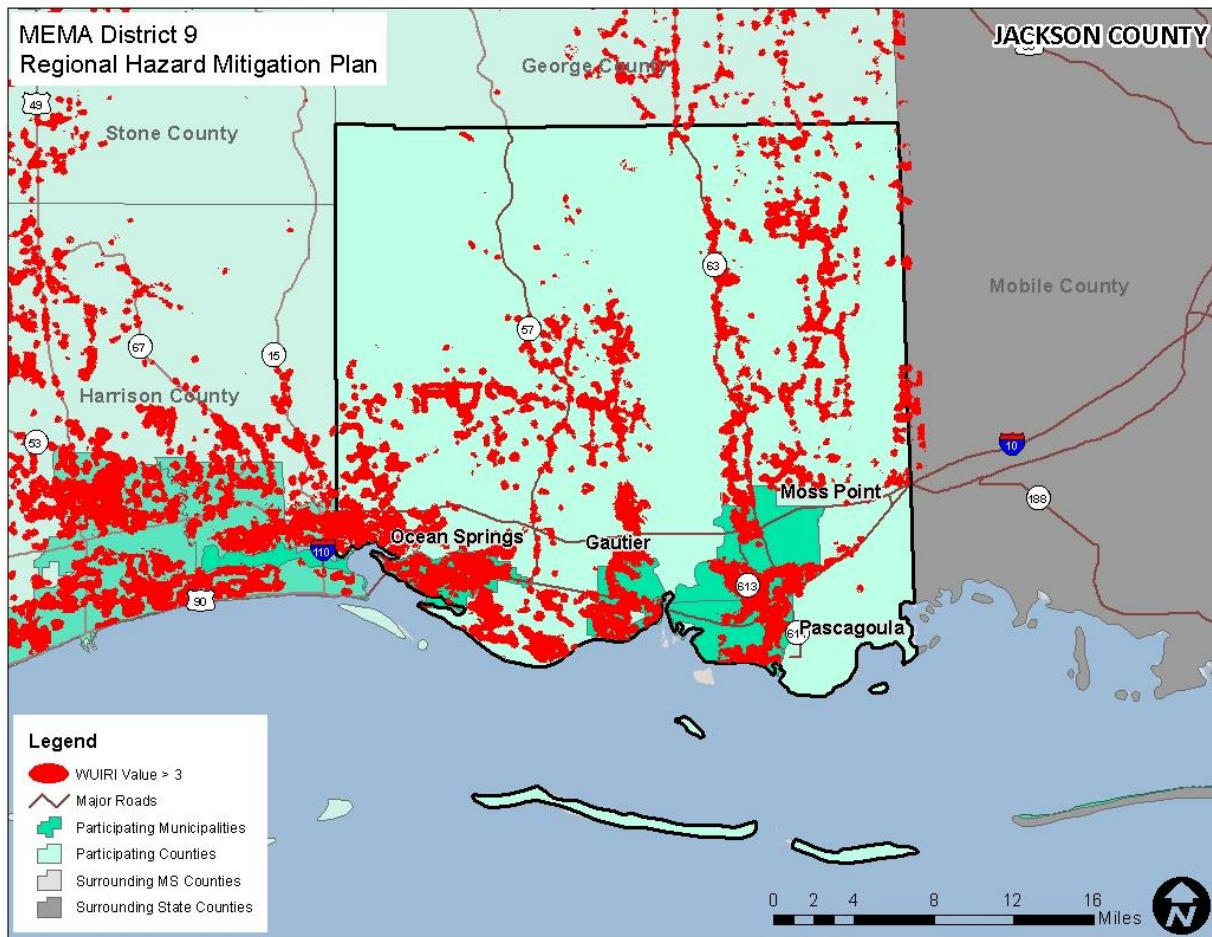 MEMA District 9
Regional Hazard Mitigation Plan
JACKSON COUNTY
George County
49
Stone County
63
Mobile County
57
67
15
Harrison County
53
10
Moss Point
188
Ocean Springs
Gautier
110
613
90
Pascagoula
Legend
WUIRI Value > 3
Major Roads
Participating Municipalities
Participating Counties
Surrounding MS Counties
Surrounding State Counties
0 2 4 8 12 16
Miles
N